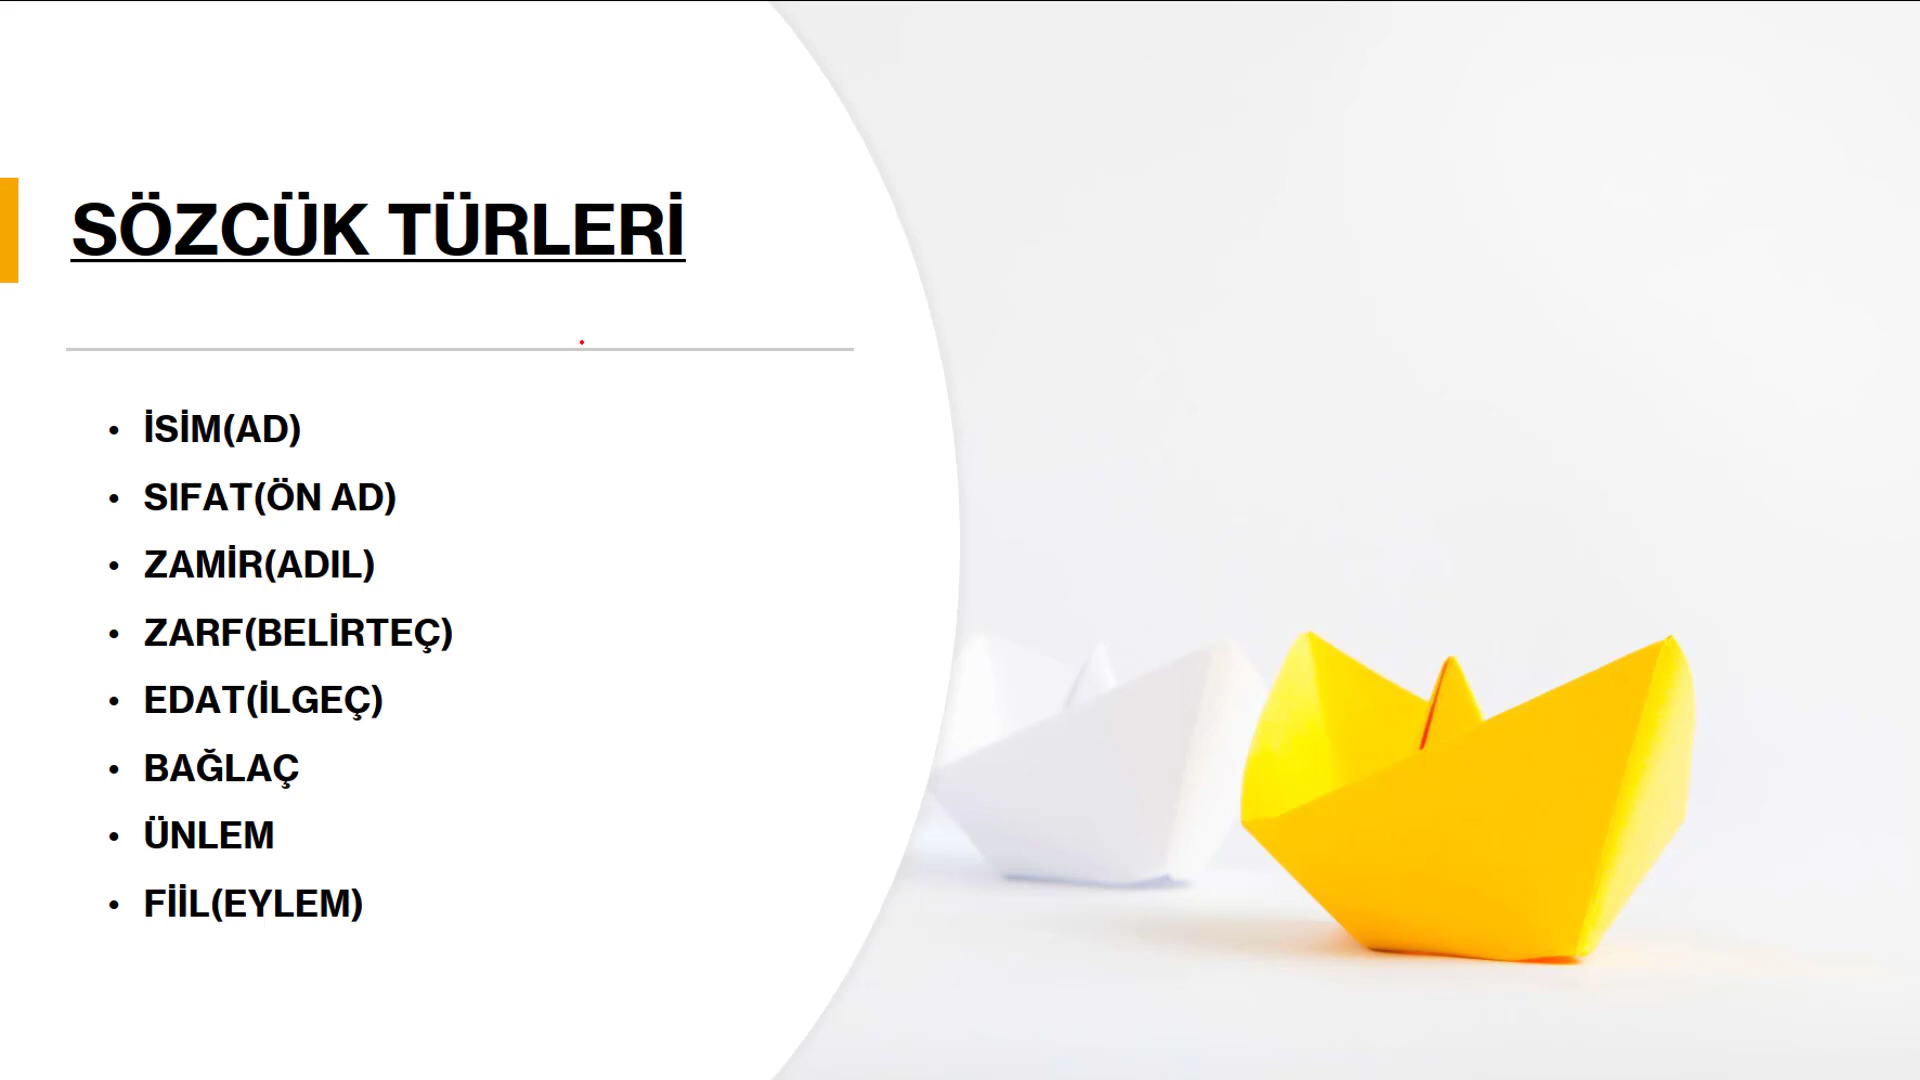 SÖZCÜK TÜRLERİ
• İSİM(AD)
• SIFAT(ÖN AD)
• ZAMİR(ADIL)
• ZARF(BELİRTEÇ)
• EDAT(İLGEÇ)
• BAĞLAÇ
• ÜNLEM
• FİİL(EYLEM)